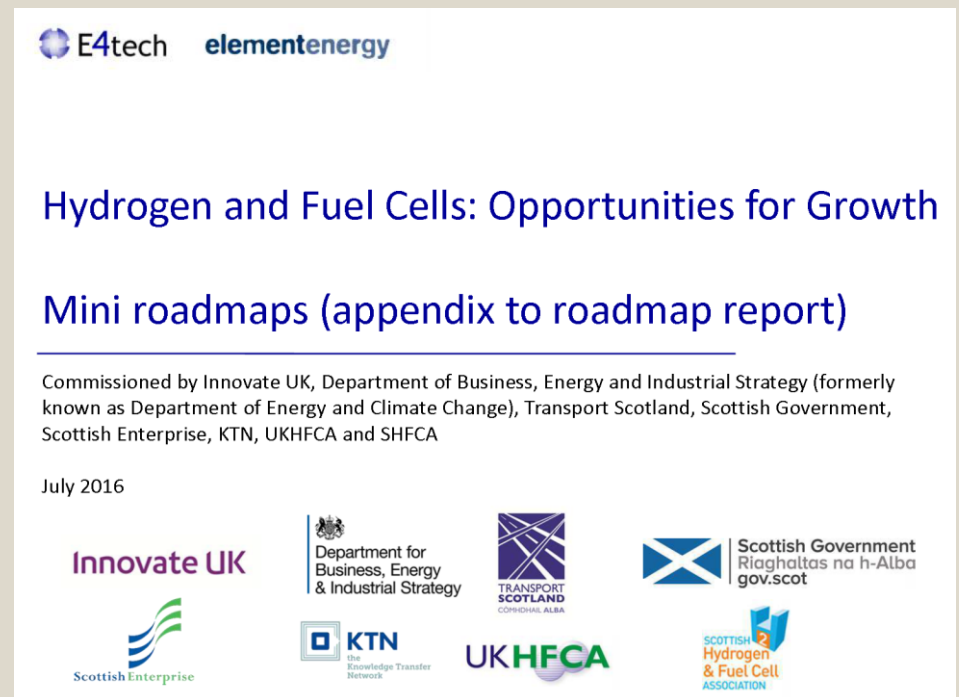 E4tech elementenergy
Hydrogen and Fuel Cells: Opportunities for Growth
Mini roadmaps (appendix to roadmap report)
Commissioned by Innovate UK, Department of Business, Energy and Industrial Strategy (formerly
known as Department of Energy and Climate Change), Transport Scotland, Scottish Government,
Scottish Enterprise, KTN, UKHFCA and SHFCA
July 2016
Innovate UK
Department for
Business, Energy
& Industrial Strategy
TRANSPORT
SCOTLAND
CÒMHDHAIL ALBA
Scottish Government
Riaghaltas na h-Alba
gov.scot
Scottish Enterprise
KTN
the
Knowledge Transfer
Network
UKHFCA
SCOTTISH
H2
Hydrogen
& Fuel Cell
ASSOCIATION